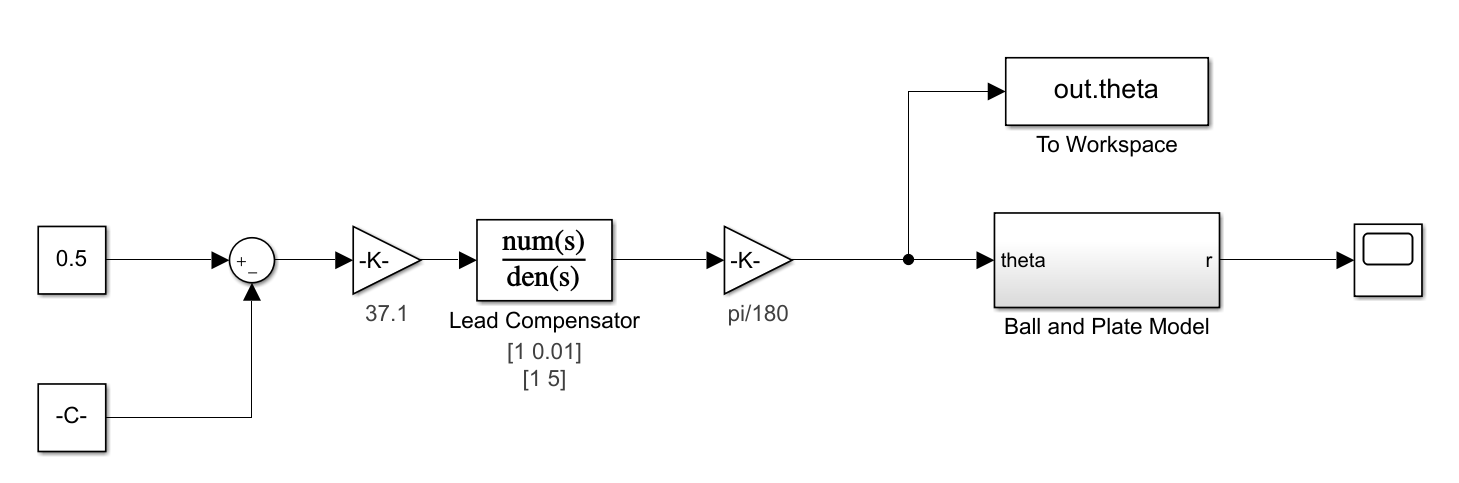 out.theta
To Workspace
0.5
+
_
-K-
37.1
num(s)
den(s)
Lead Compensator
[1 0.01]
[1 5]
-K-
pi/180
theta
r
Ball and Plate Model
-C-